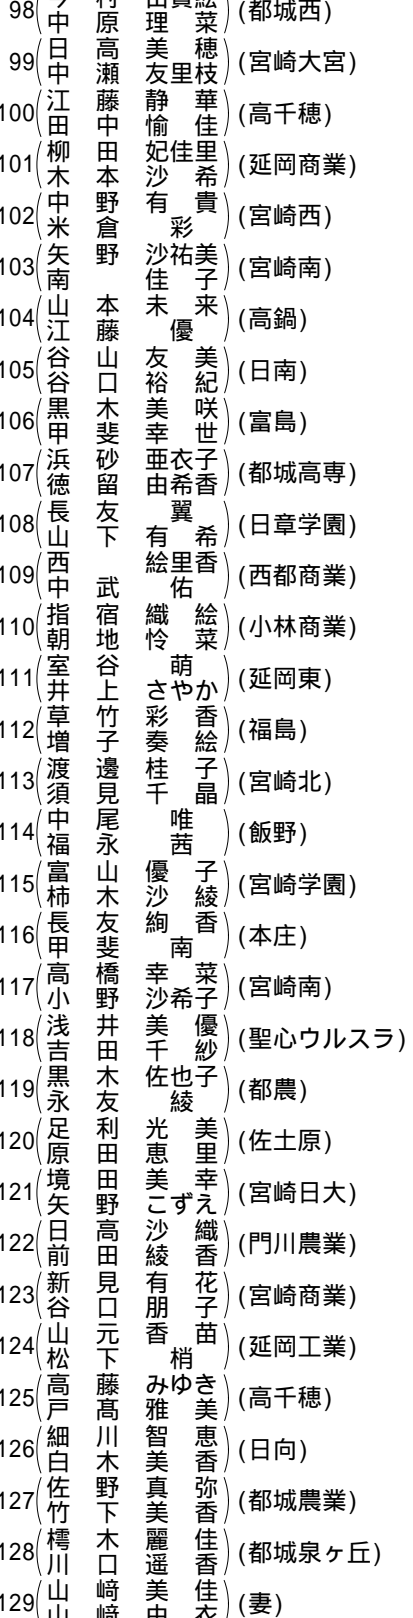 98 中原 理菜 (都城西)
日高 美穂
99 中瀬 友里枝 (宮崎大宮)
江藤 静華
100 田中 愉佳 (高千穂)
柳田 妃佳里
101 木本 沙希 (延岡商業)
中野 有貴
102 米倉 彩 (宮崎西)
矢野 沙祐美
103 南 佳子 (宮崎南)
山本 未来
104 江藤 優 (高鍋)
谷山 友美
105 谷口 裕紀 (日南)
黒木 美咲
106 甲斐 幸世 (富島)
浜砂 亜衣子
107 徳留 由希香 (都城高専)
長友 翼
108 山下 有希 (日章学園)
西 絵里香
109 中武 佑 (西都商業)
指宿 織絵
110 朝地 怜菜 (小林商業)
室谷 萌
111 井上 さやか (延岡東)
草竹 彩香
112 増子 奏絵 (福島)
渡邊 桂子
113 須見 千晶 (宮崎北)
中尾 唯
114 福永 茜 (飯野)
富山 優子
115 柿木 沙綾 (宮崎学園)
長友 絢香
116 甲斐 南 (本庄)
高橋 幸菜
117 小野 沙希子 (宮崎南)
浅井 美優
118 吉田 千紗 (聖心ウルスラ)
黒木 佐也子
119 永友 綾 (都農)
足利 光美
120 原田 恵里 (佐土原)
境田 美幸
121 矢野 こずえ (宮崎日大)
日高 沙織
122 前田 綾香 (門川農業)
新見 有花
123 谷口 朋子 (宮崎商業)
山元 香苗
124 松下 梢 (延岡工業)
高藤 みゆき
125 戸髙 雅美 (高千穂)
細川 智恵
126 白木 美香 (日向)
佐野 真弥
127 竹下 美香 (都城農業)
樗木 麗佳
128 川口 遥香 (都城泉ヶ丘)
山﨑 美佳
129 山﨑 由衣 (妻)